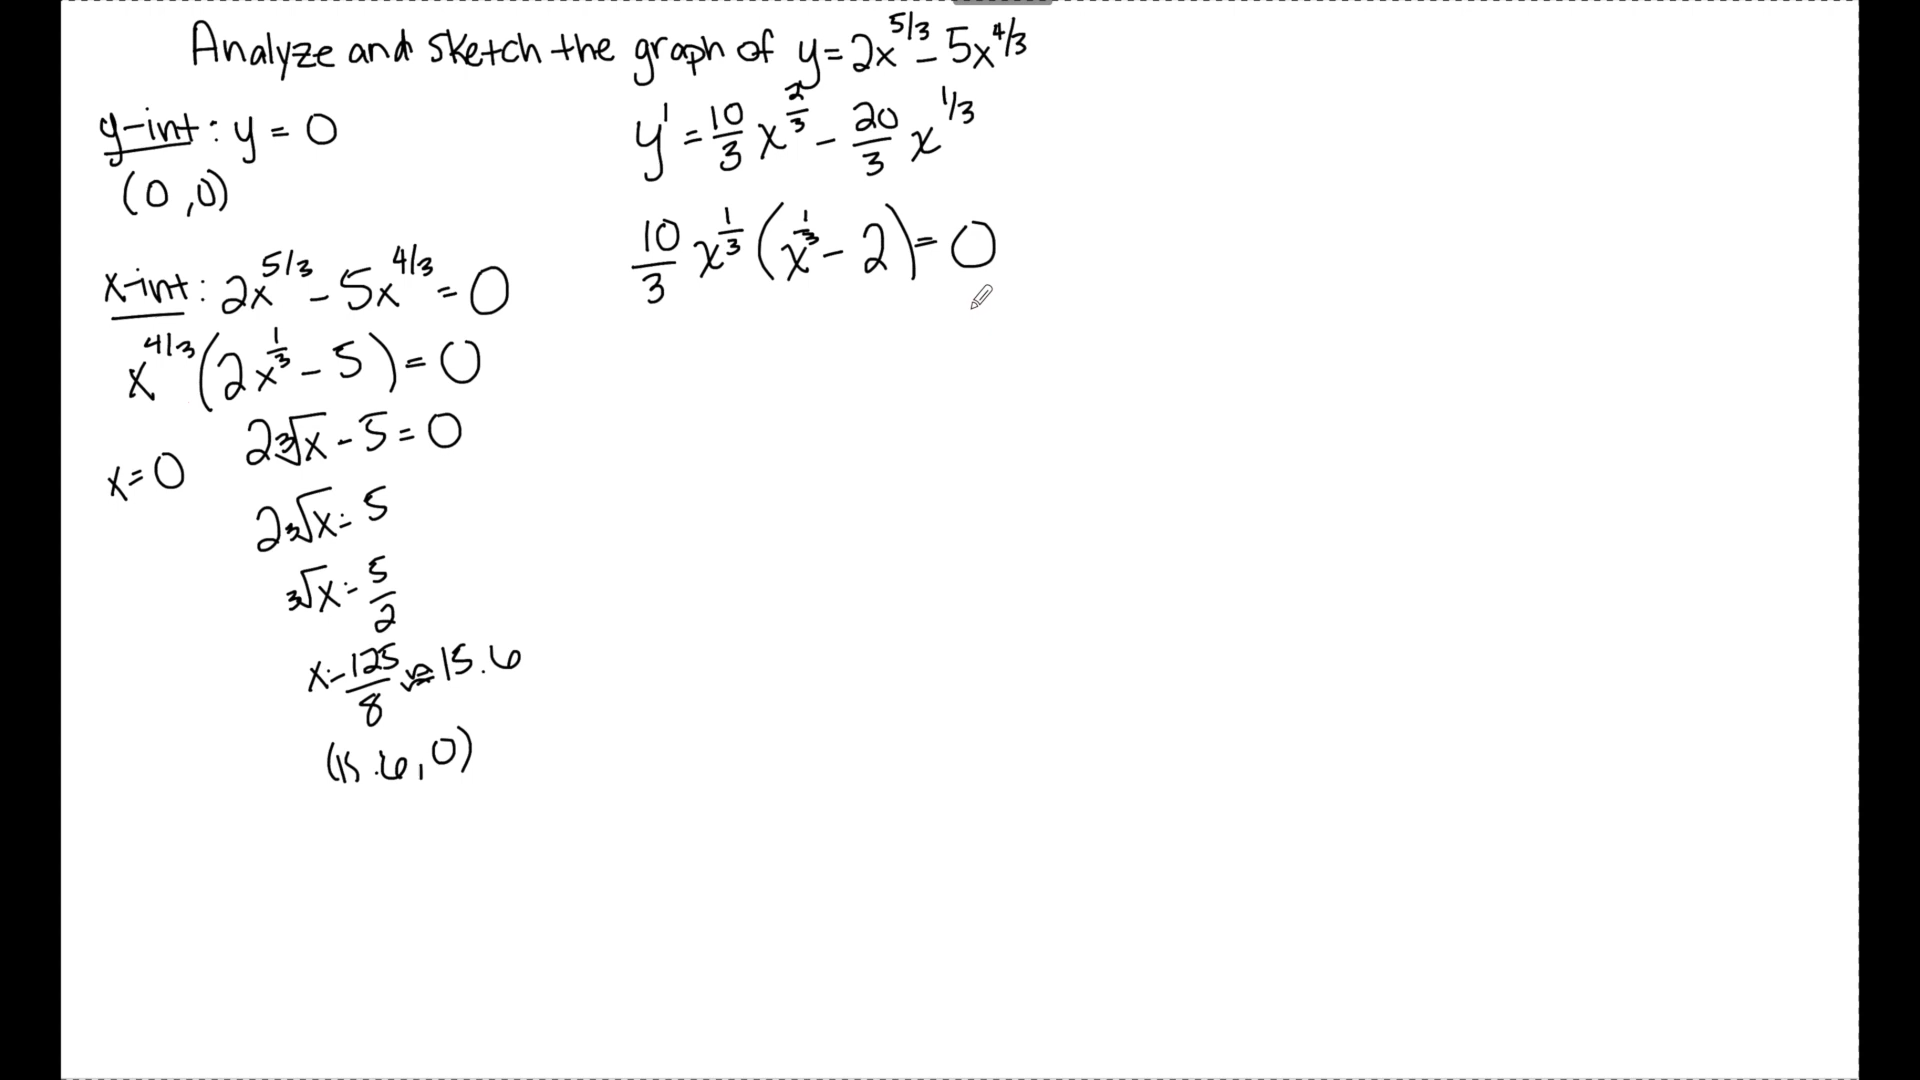 Analyze and sketch the graph of y=2x^5/3 - 5x^4/3
y-int: y = 0
(0,0)
x-int: 2x^5/3 - 5x^4/3 = 0
x^4/3 (2x^1/3 - 5) = 0
2∛x - 5 = 0
x = 0
2∛x = 5
∛x = 5/2
x = 125/8 ≈ 15.6
(15.6, 0)
y' = 10/3 x^2/3 - 20/3 x^1/3
10/3 x^1/3 (x^1/3 - 2) = 0